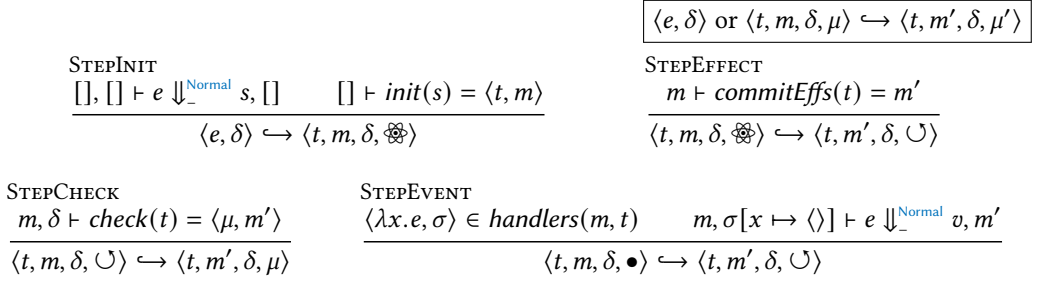 ⟨e, δ⟩ or ⟨t, m, δ, μ⟩ ↪ ⟨t, m′, δ, μ′⟩
StepInit
[], [] ⊢ e ⇓_^Normal s, [] [] ⊢ init(s) = ⟨t, m⟩
⟨e, δ⟩ ↪ ⟨t, m, δ, ⚛⟩
StepEffect
m ⊢ commitEffs(t) = m′
⟨t, m, δ, ⚛⟩ ↪ ⟨t, m′, δ, ↺⟩
StepCheck
m, δ ⊢ check(t) = ⟨μ, m′⟩
⟨t, m, δ, ↺⟩ ↪ ⟨t, m′, δ, μ⟩
StepEvent
⟨λx.e, σ⟩ ∈ handlers(m, t) m, σ[x ↦ ⟨⟩] ⊢ e ⇓_^Normal v, m′
⟨t, m, δ, •⟩ ↪ ⟨t, m′, δ, ↺⟩